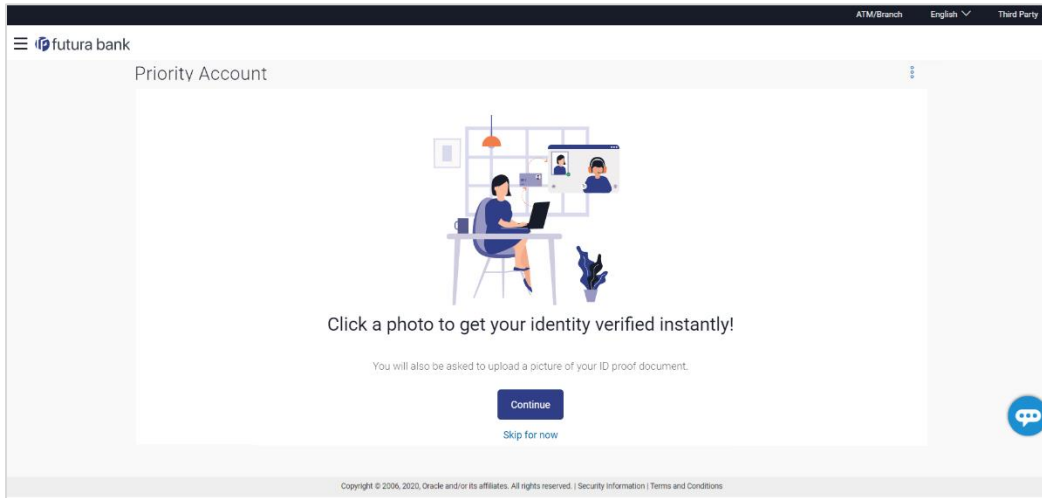 ATM/Branch English Third Party
futura bank
Priority Account
Click a photo to get your identity verified instantly!
You will also be asked to upload a picture of your ID proof document.
Continue
Skip for now
Copyright © 2006, 2020, Oracle and/or its affiliates. All rights reserved. | Security Information | Terms and Conditions